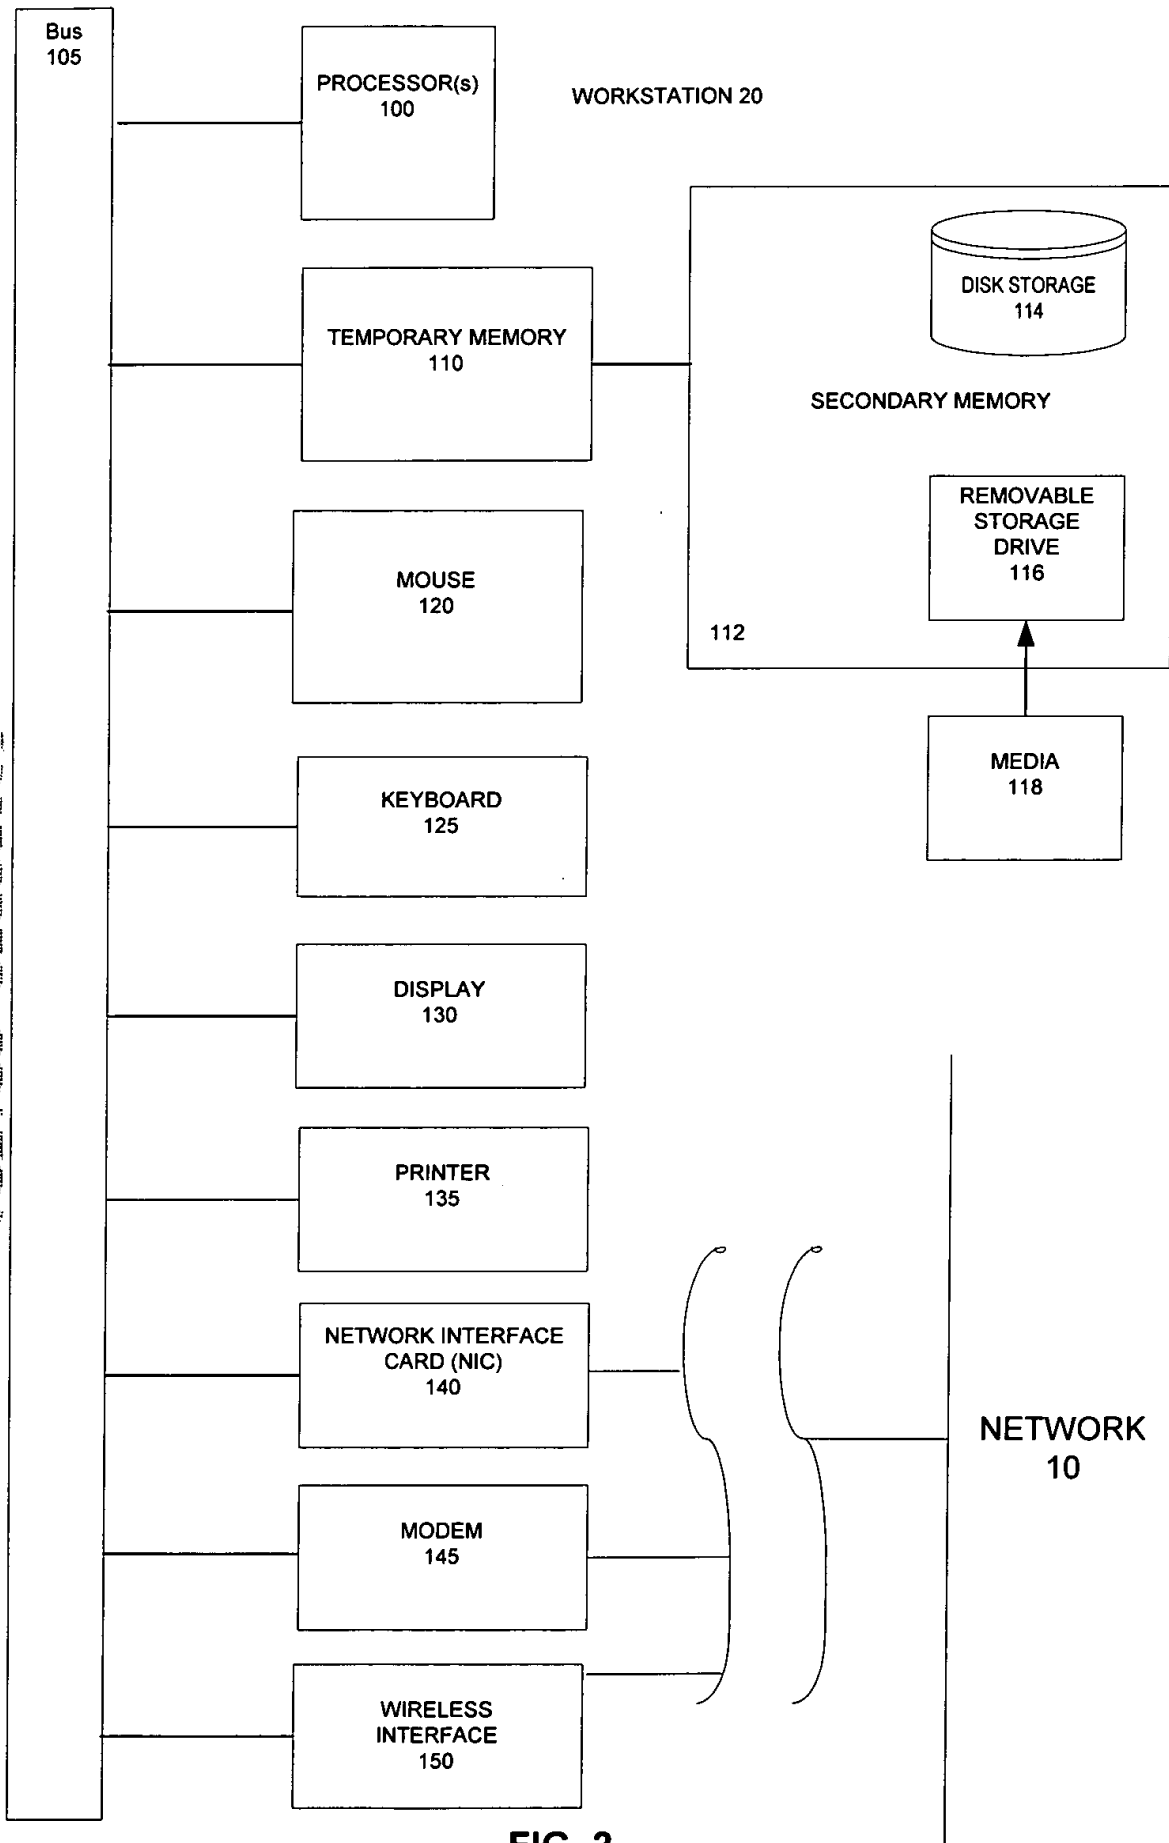 Bus
105
PROCESSOR(s)
100
WORKSTATION 20
DISK STORAGE
114
TEMPORARY MEMORY
110
SECONDARY MEMORY
REMOVABLE
STORAGE
DRIVE
116
MOUSE
120
112
MEDIA
118
KEYBOARD
125
DISPLAY
130
PRINTER
135
NETWORK INTERFACE
CARD (NIC)
140
NETWORK
10
MODEM
145
WIRELESS
INTERFACE
150
FIG. 2